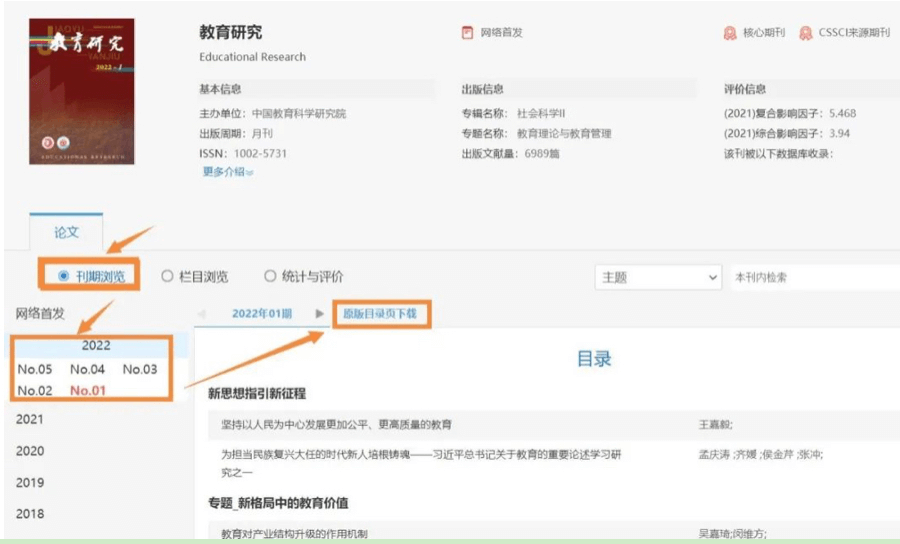 JIAOYU
教育研究
YANJIU
2022-1
EDUCATIONAL RESEARCH
教育研究
Educational Research
网络首发
核心期刊 CSSCI来源期刊
基本信息
主办单位：中国教育科学研究院
出版周期：月刊
ISSN：1002-5731
更多介绍
出版信息
专辑名称：社会科学II
专题名称：教育理论与教育管理
出版文献量：6989篇
评价信息
(2021)复合影响因子：5.468
(2021)综合影响因子：3.94
该刊被以下数据库收录：
论文
刊期浏览 栏目浏览 统计与评价
主题 本刊内检索
网络首发
2022
No.05 No.04 No.03
No.02 No.01
2021
2020
2019
2018
2022年01期 原版目录页下载
目录
新思想指引新征程
坚持以人民为中心发展更加公平、更高质量的教育 王嘉毅;
为担当民族复兴大任的时代新人培根铸魂——习近平总书记关于教育的重要论述学习研 孟庆涛;齐媛;侯金芹;张冲;
究之一
专题_新格局中的教育价值
教育对产业结构升级的作用机制 吴嘉琦;闵维方;